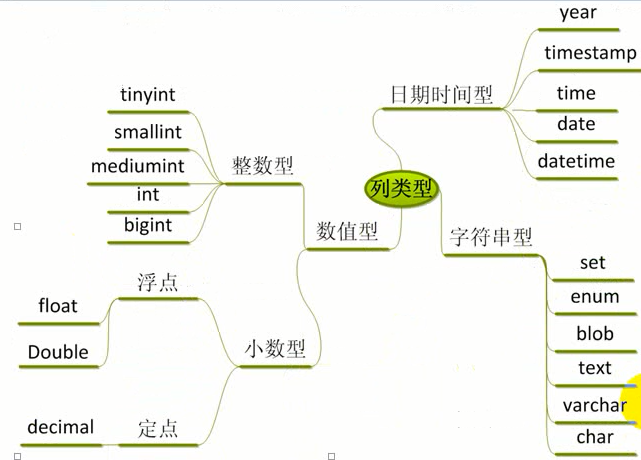 列类型
日期时间型
year
timestamp
time
date
datetime
数值型
整数型
tinyint
smallint
mediumint
int
bigint
小数型
浮点
float
Double
定点
decimal
字符串型
set
enum
blob
text
varchar
char